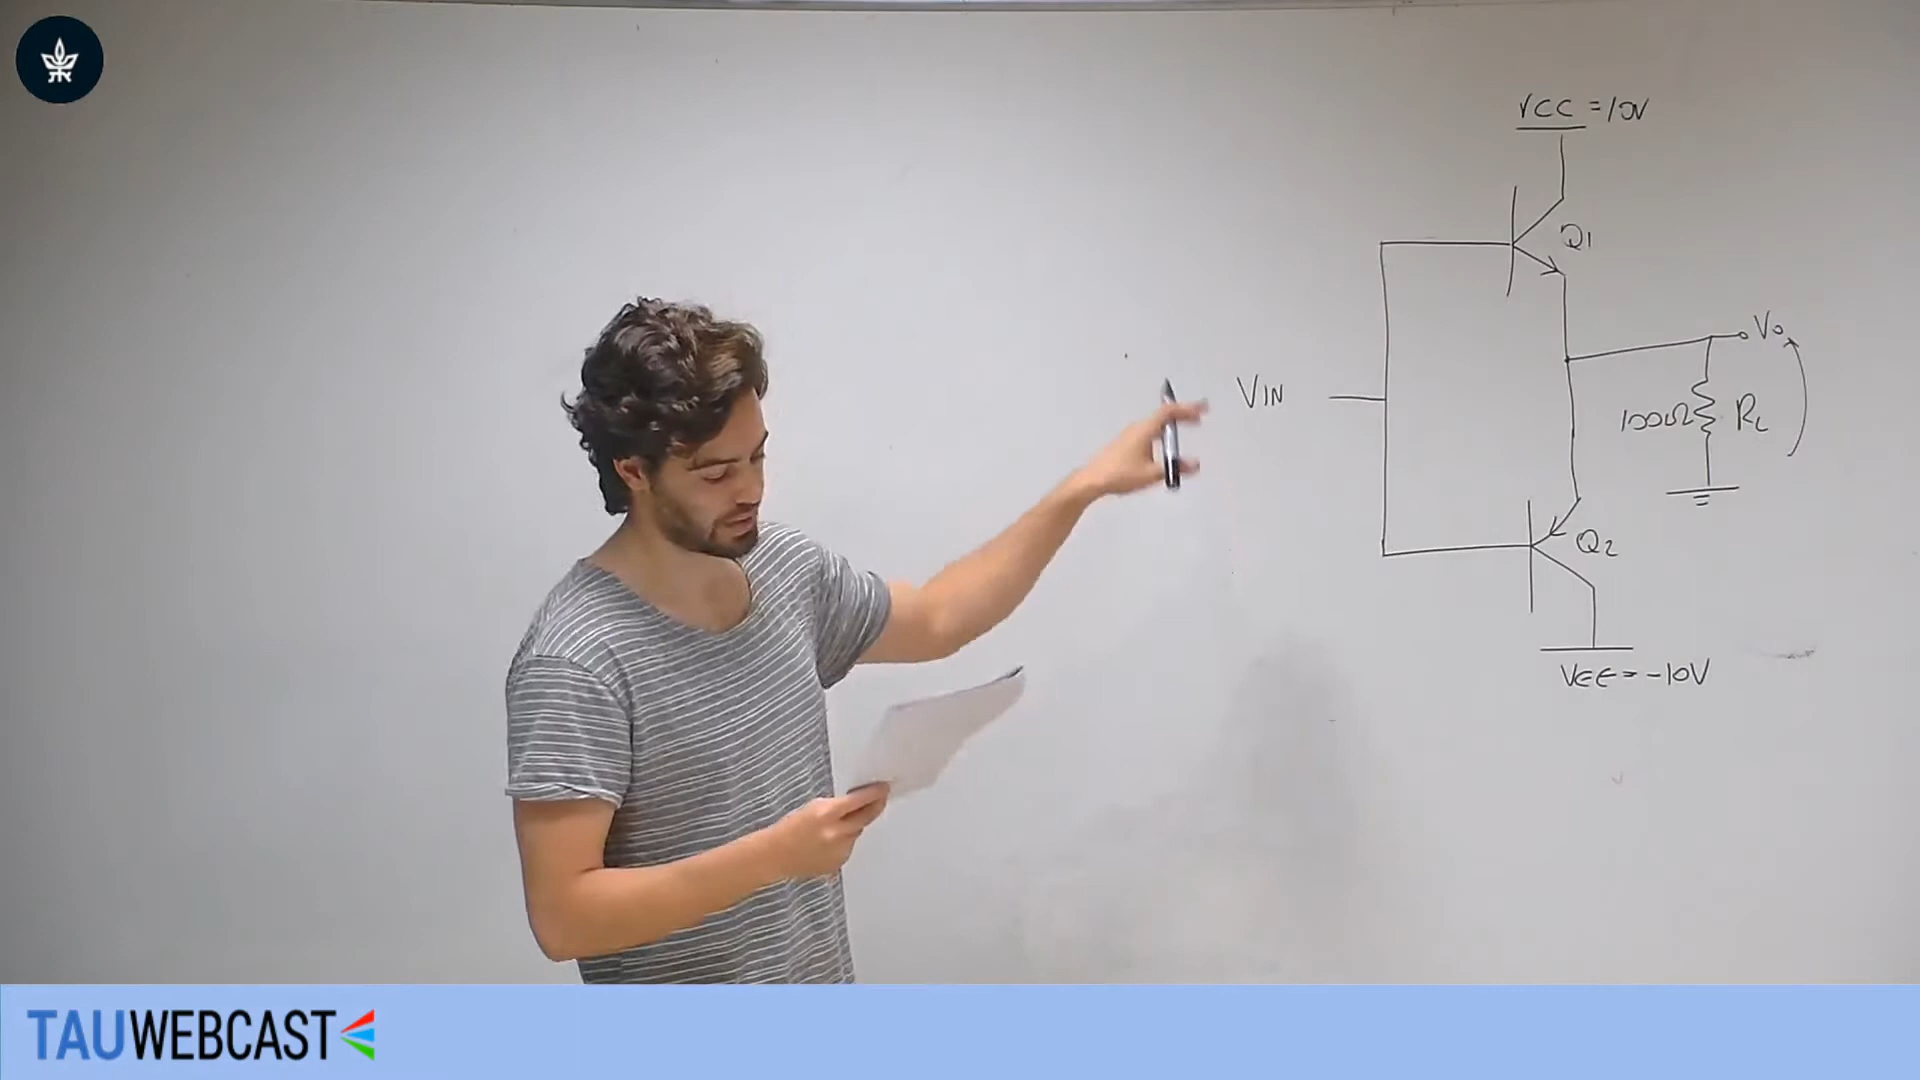 VCC = 10V
Q1
Vo
VIN
100Ω
RL
Q2
VEE = -10V
TAUWEBCAST